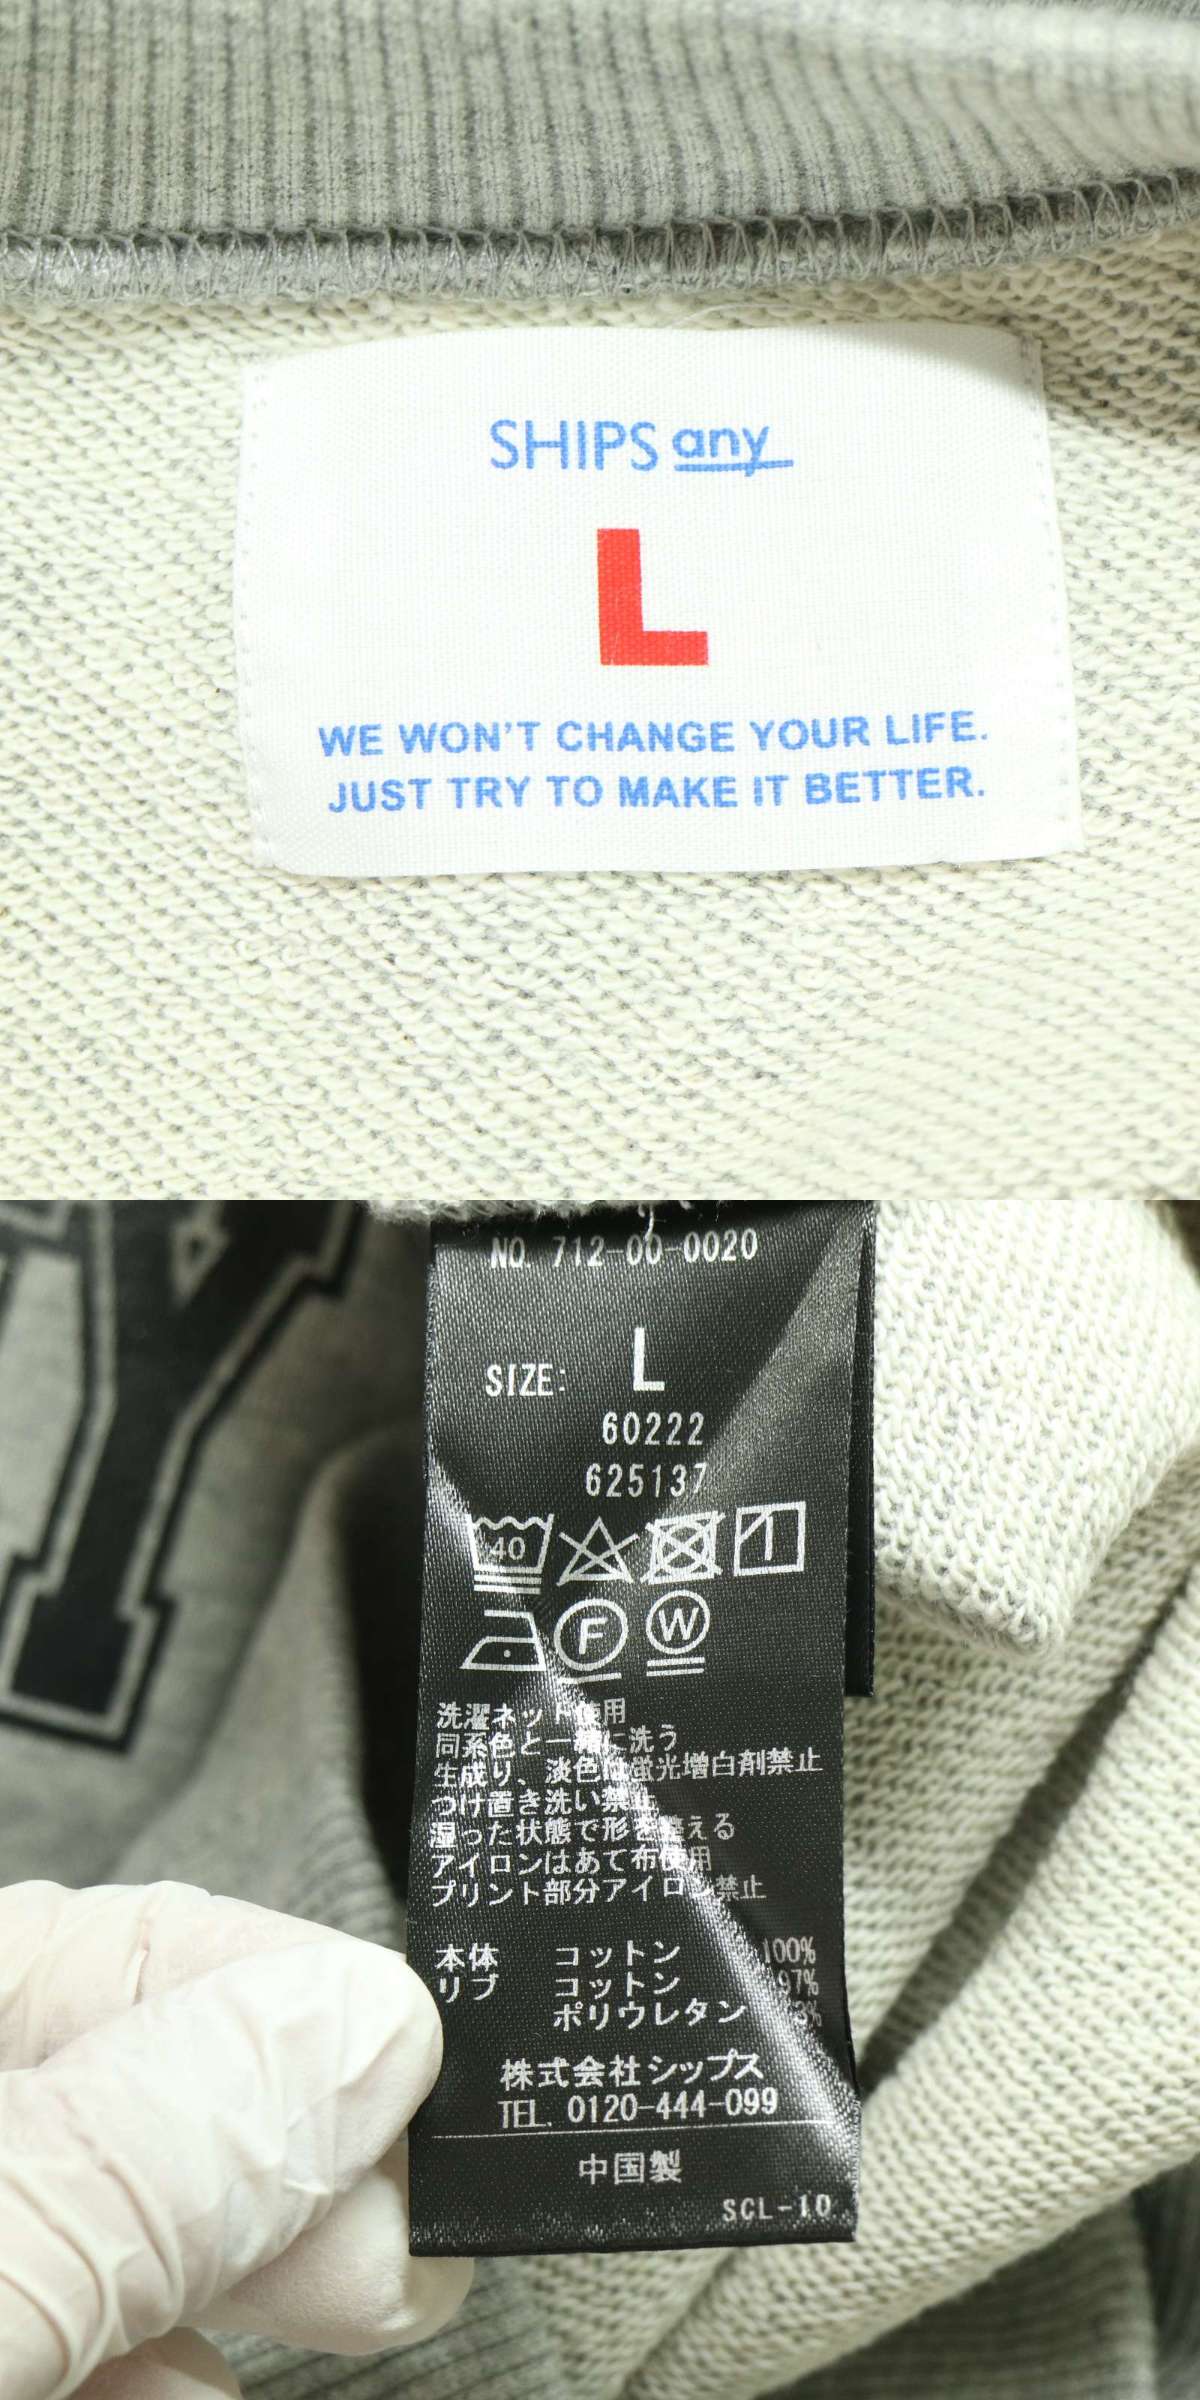 SHIPS any
L
WE WON'T CHANGE YOUR LIFE.
JUST TRY TO MAKE IT BETTER.
NO. 712-00-0020
SIZE: L
60222
625137
40
F W
洗濯ネット使用
同系色と一緒に洗う
生成り、淡色は蛍光増白剤禁止
つけ置き洗い禁止
湿った状態で形を整える
アイロンはあて布使用
プリント部分アイロン禁止
本体 コットン 100%
リブ コットン 97%
ポリウレタン 3%
株式会社シップス
TEL. 0120-444-099
中国製
SCL-10